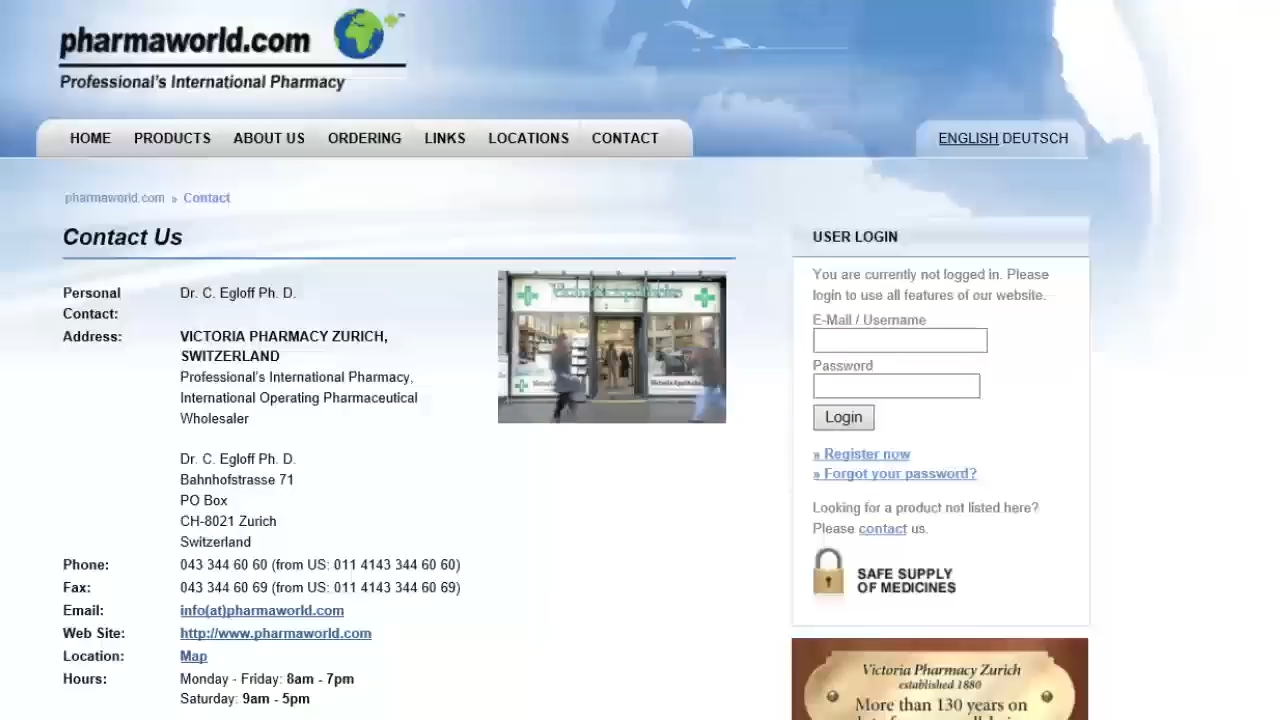 pharmaworld.com
Professional's International Pharmacy
HOME PRODUCTS ABOUT US ORDERING LINKS LOCATIONS CONTACT
ENGLISH DEUTSCH
pharmaworld.com » Contact
Contact Us
Personal Contact: Dr. C. Egloff Ph. D.
Address: VICTORIA PHARMACY ZURICH,
SWITZERLAND
Professional's International Pharmacy,
International Operating Pharmaceutical
Wholesaler
Dr. C. Egloff Ph. D.
Bahnhofstrasse 71
PO Box
CH-8021 Zurich
Switzerland
Phone: 043 344 60 60 (from US: 011 4143 344 60 60)
Fax: 043 344 60 69 (from US: 011 4143 344 60 69)
Email: info(at)pharmaworld.com
Web Site: http://www.pharmaworld.com
Location: Map
Hours: Monday - Friday: 8am - 7pm
Saturday: 9am - 5pm
USER LOGIN
You are currently not logged in. Please
login to use all features of our website.
E-Mail / Username
Password
Login
» Register now
» Forgot your password?
Looking for a product not listed here?
Please contact us.
SAFE SUPPLY
OF MEDICINES
Victoria Pharmacy Zurich
established 1880
More than 130 years on